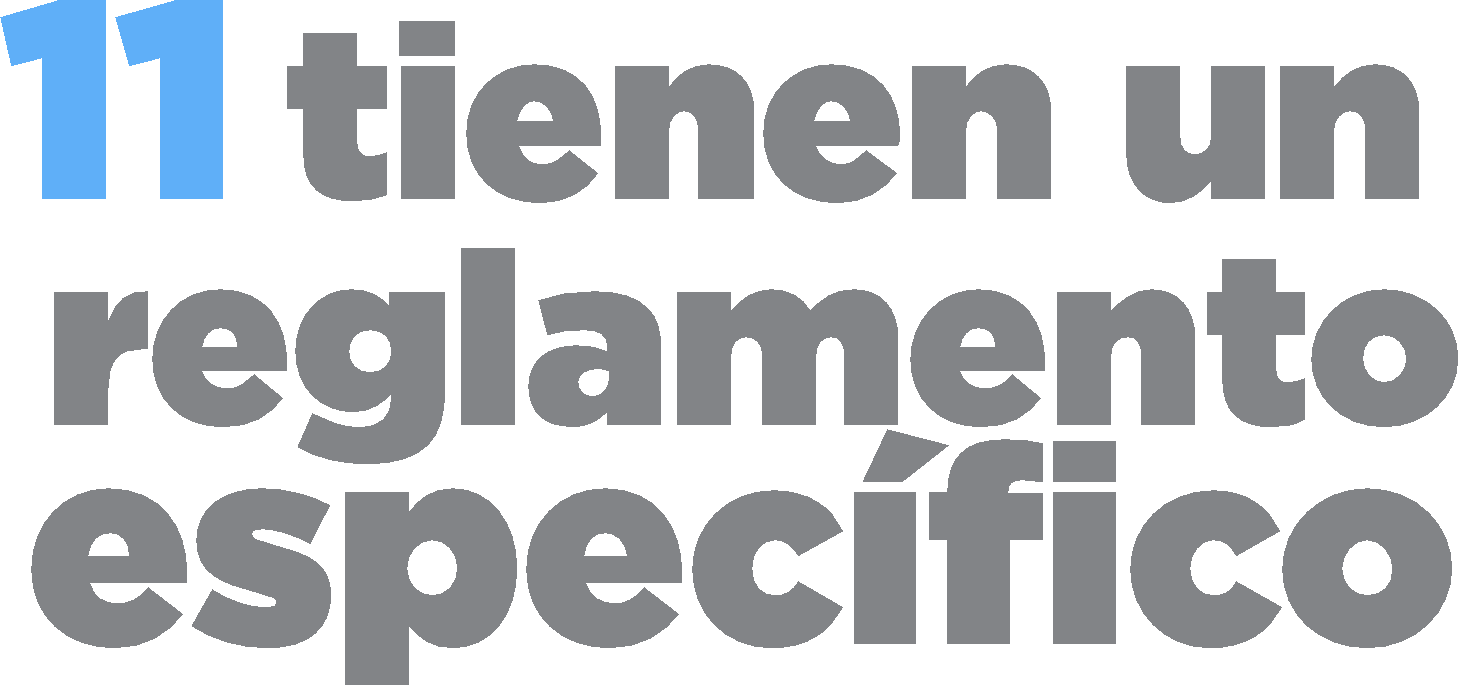 11 tienen un
reglamento
específico